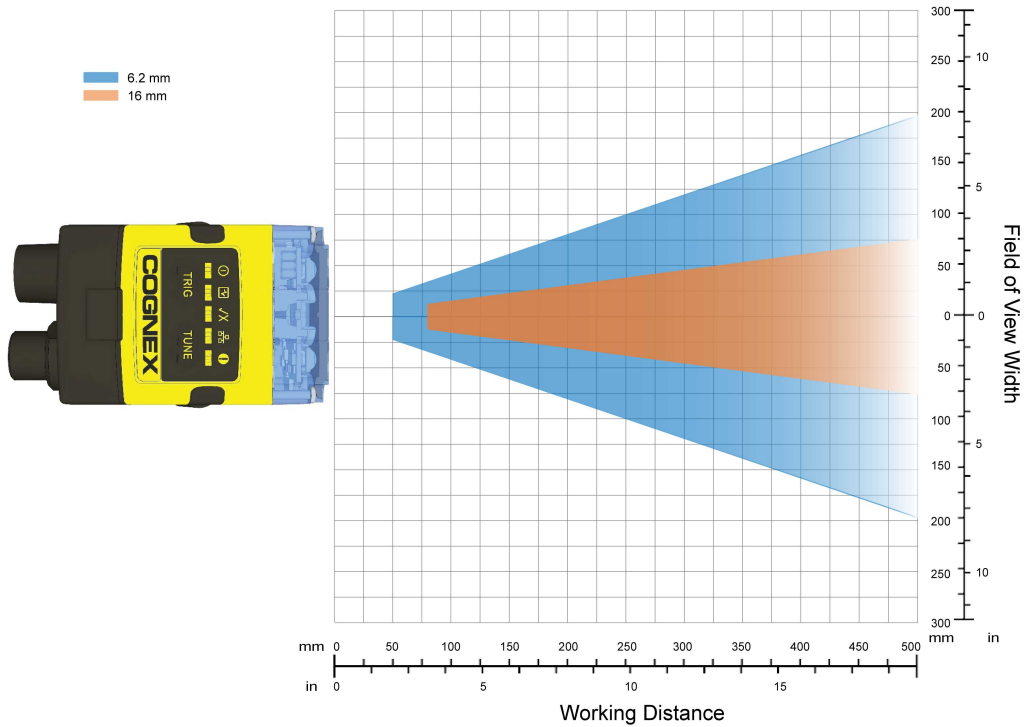 6.2 mm
16 mm
COGNEX
TRIG
TUNE
300
250
200
150
100
50
0
50
100
150
200
250
300
mm
10
5
0
5
10
in
Field of View Width
mm 0 50 100 150 200 250 300 350 400 450 500
in 0 5 10 15
Working Distance